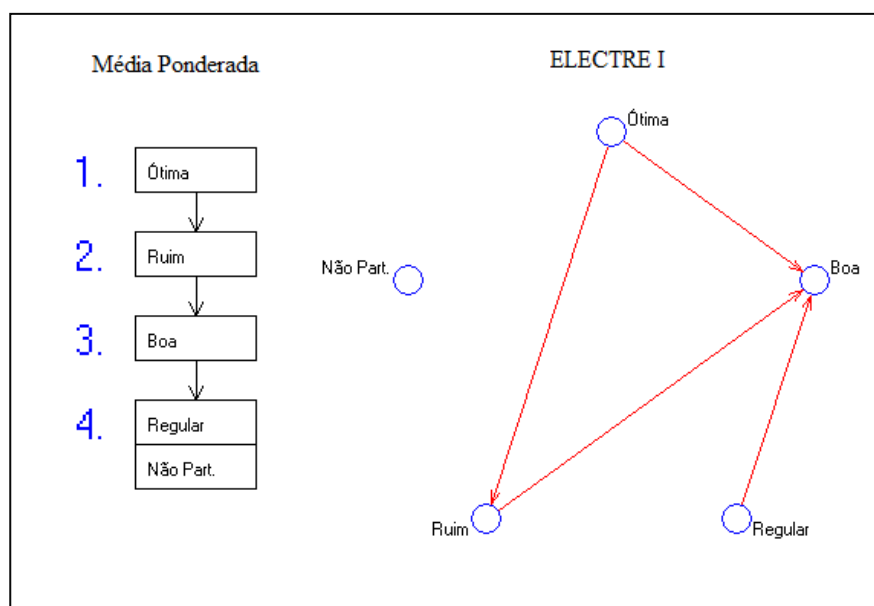 Média Ponderada
1. Ótima
2. Ruim
3. Boa
4. Regular
Não Part.
ELECTRE I
Ótima
Não Part.
Boa
Ruim
Regular